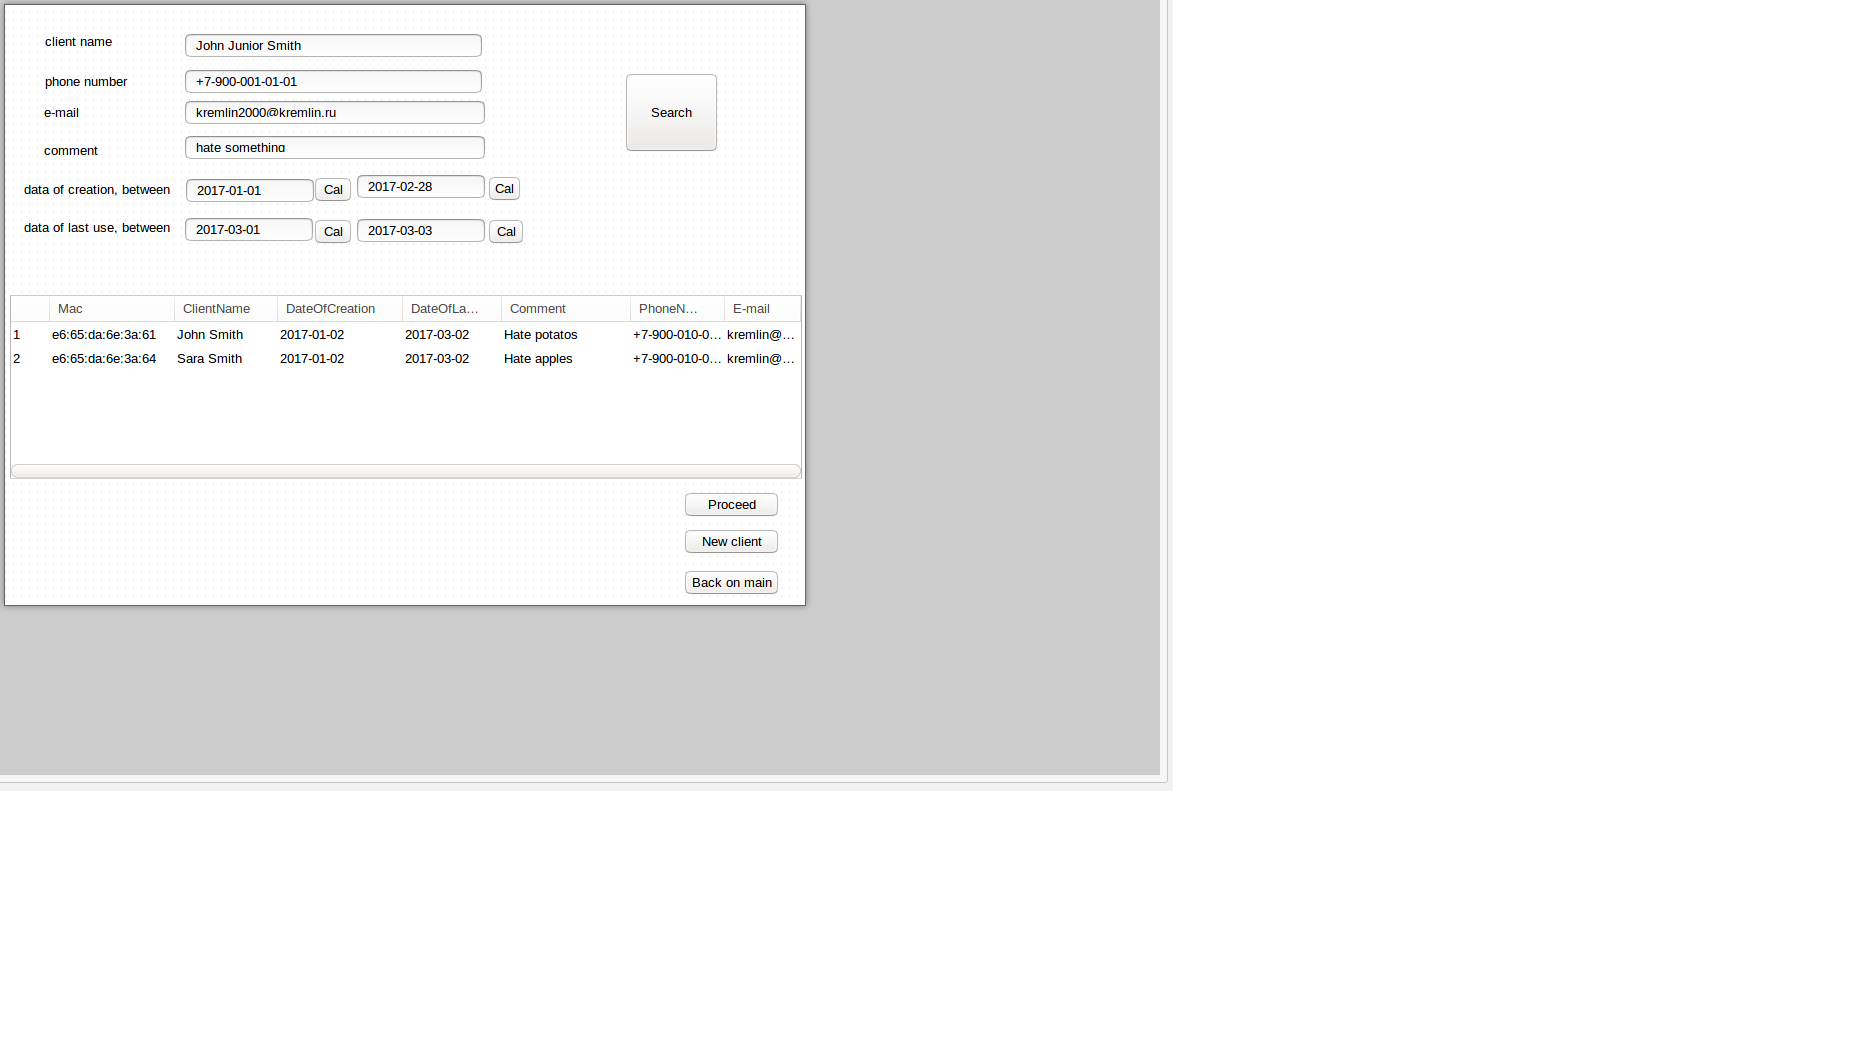 client name John Junior Smith
phone number +7-900-001-01-01
e-mail kremlin2000@kremlin.ru
Search
comment hate something
data of creation, between 2017-01-01 Cal 2017-02-28 Cal
data of last use, between 2017-03-01 Cal 2017-03-03 Cal
Mac ClientName DateOfCreation DateOfLa... Comment PhoneN... E-mail
1 e6:65:da:6e:3a:61 John Smith 2017-01-02 2017-03-02 Hate potatos +7-900-010-0... kremlin@...
2 e6:65:da:6e:3a:64 Sara Smith 2017-01-02 2017-03-02 Hate apples +7-900-010-0... kremlin@...
Proceed
New client
Back on main